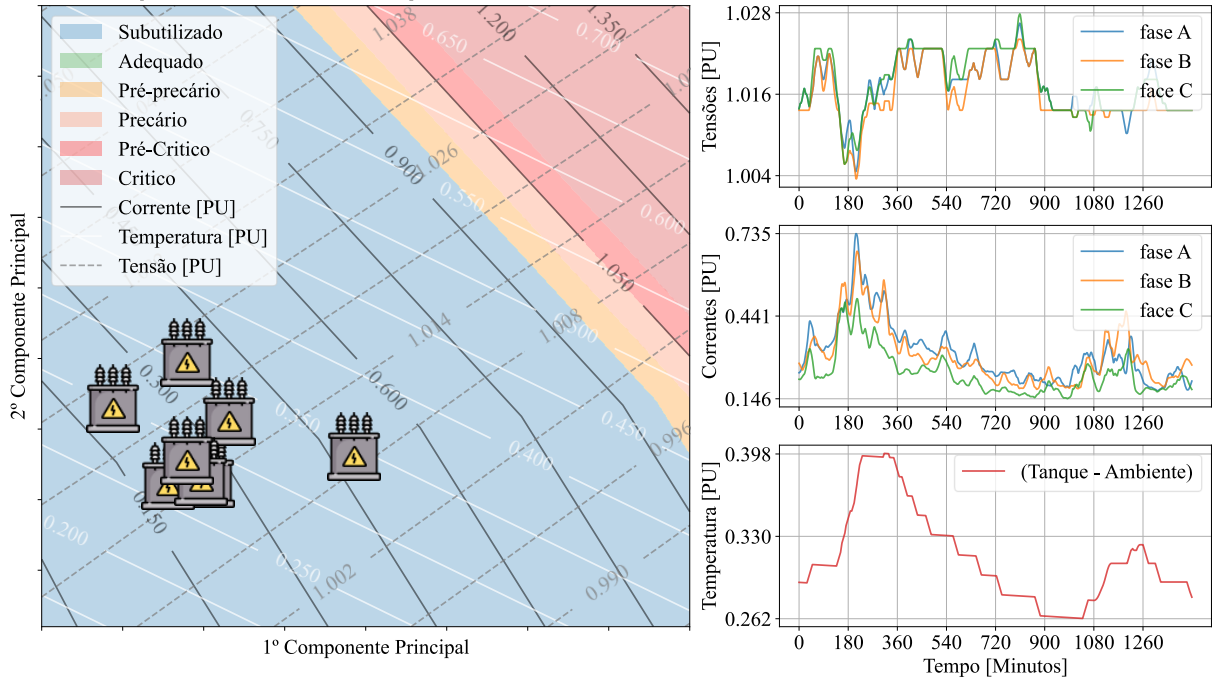 Subutilizado
Adequado
Pré-precário
Precário
Pré-Critico
Critico
Corrente [PU]
Temperatura [PU]
Tensão [PU]
1.038
1.200
1.350
0.650
0.700
0.750
0.900
1.026
0.550
0.600
1.050
1.014
1.008
0.500
0.300
0.600
0.350
0.450
0.996
0.400
0.150
0.200
0.250
1.002
0.990
2º Componente Principal
1º Componente Principal
Tensões [PU]
1.028
1.016
1.004
fase A
fase B
face C
0 180 360 540 720 900 1080 1260
Correntes [PU]
0.735
0.441
0.146
fase A
fase B
face C
0 180 360 540 720 900 1080 1260
Temperatura [PU]
0.398
0.330
0.262
(Tanque - Ambiente)
0 180 360 540 720 900 1080 1260
Tempo [Minutos]